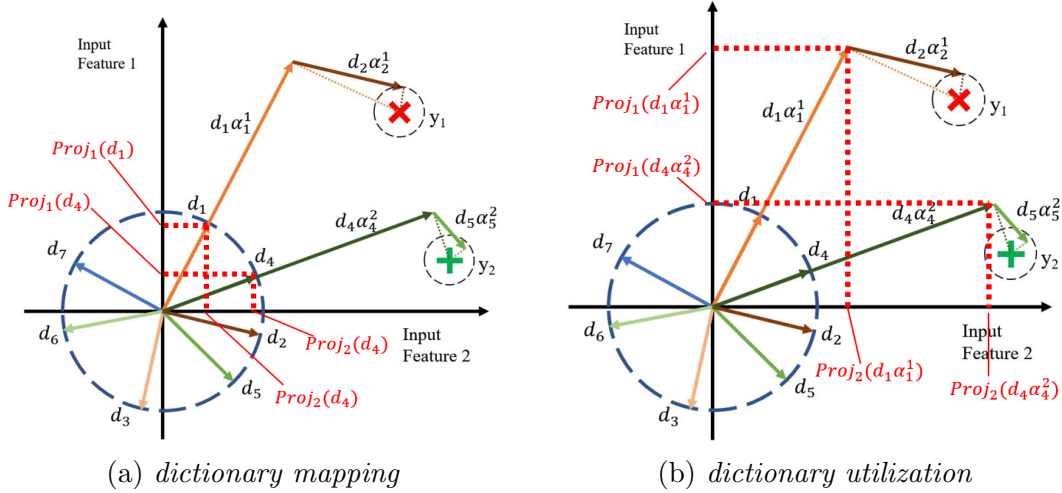 Input
Feature 1
d₂α₂¹
y₁
d₁α₁¹
Proj₁(d₁)
Proj₁(d₄)
d₁
d₄α₄²
d₅α₅²
d₇
d₄
y₂
Input
Feature 2
d₆
d₂
Proj₂(d₄)
d₅
Proj₂(d₄)
d₃
(a) dictionary mapping
Input
Feature 1
d₂α₂¹
Proj₁(d₁α₁¹)
y₁
d₁α₁¹
Proj₁(d₄α₄²)
d₁
d₄α₄²
d₅α₅²
d₇
d₄
y₂
Input
Feature 2
d₆
d₂
Proj₂(d₁α₁¹)
Proj₂(d₄α₄²)
d₅
d₃
(b) dictionary utilization